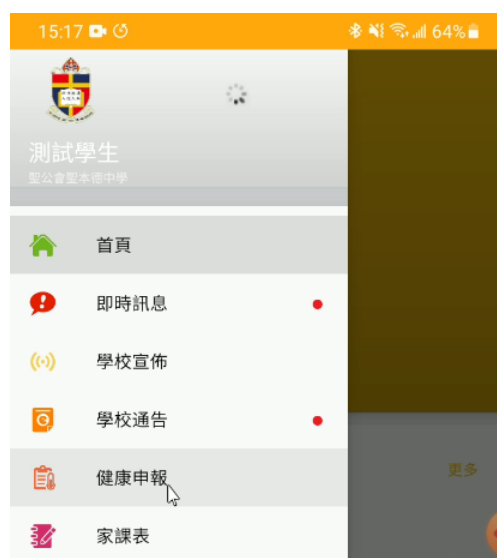 15:17 64%
測試學生
聖公會聖本德中學
首頁
即時訊息
學校宣佈
學校通告
更多
健康申報
家課表